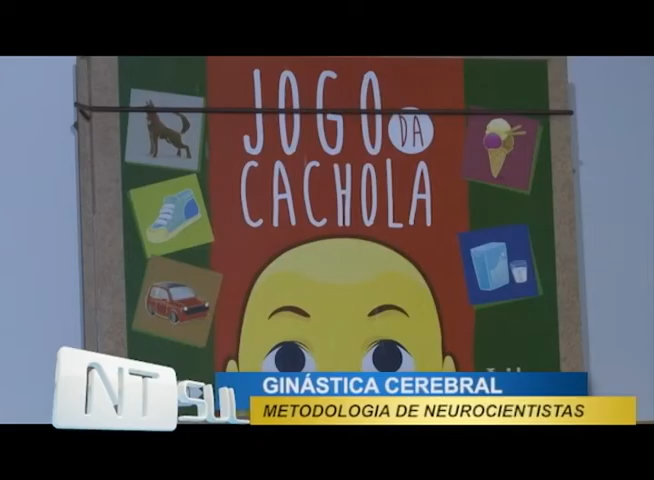 JOGO
DA
CACHOLA
NT SUL
GINÁSTICA CEREBRAL
METODOLOGIA DE NEUROCIENTISTAS